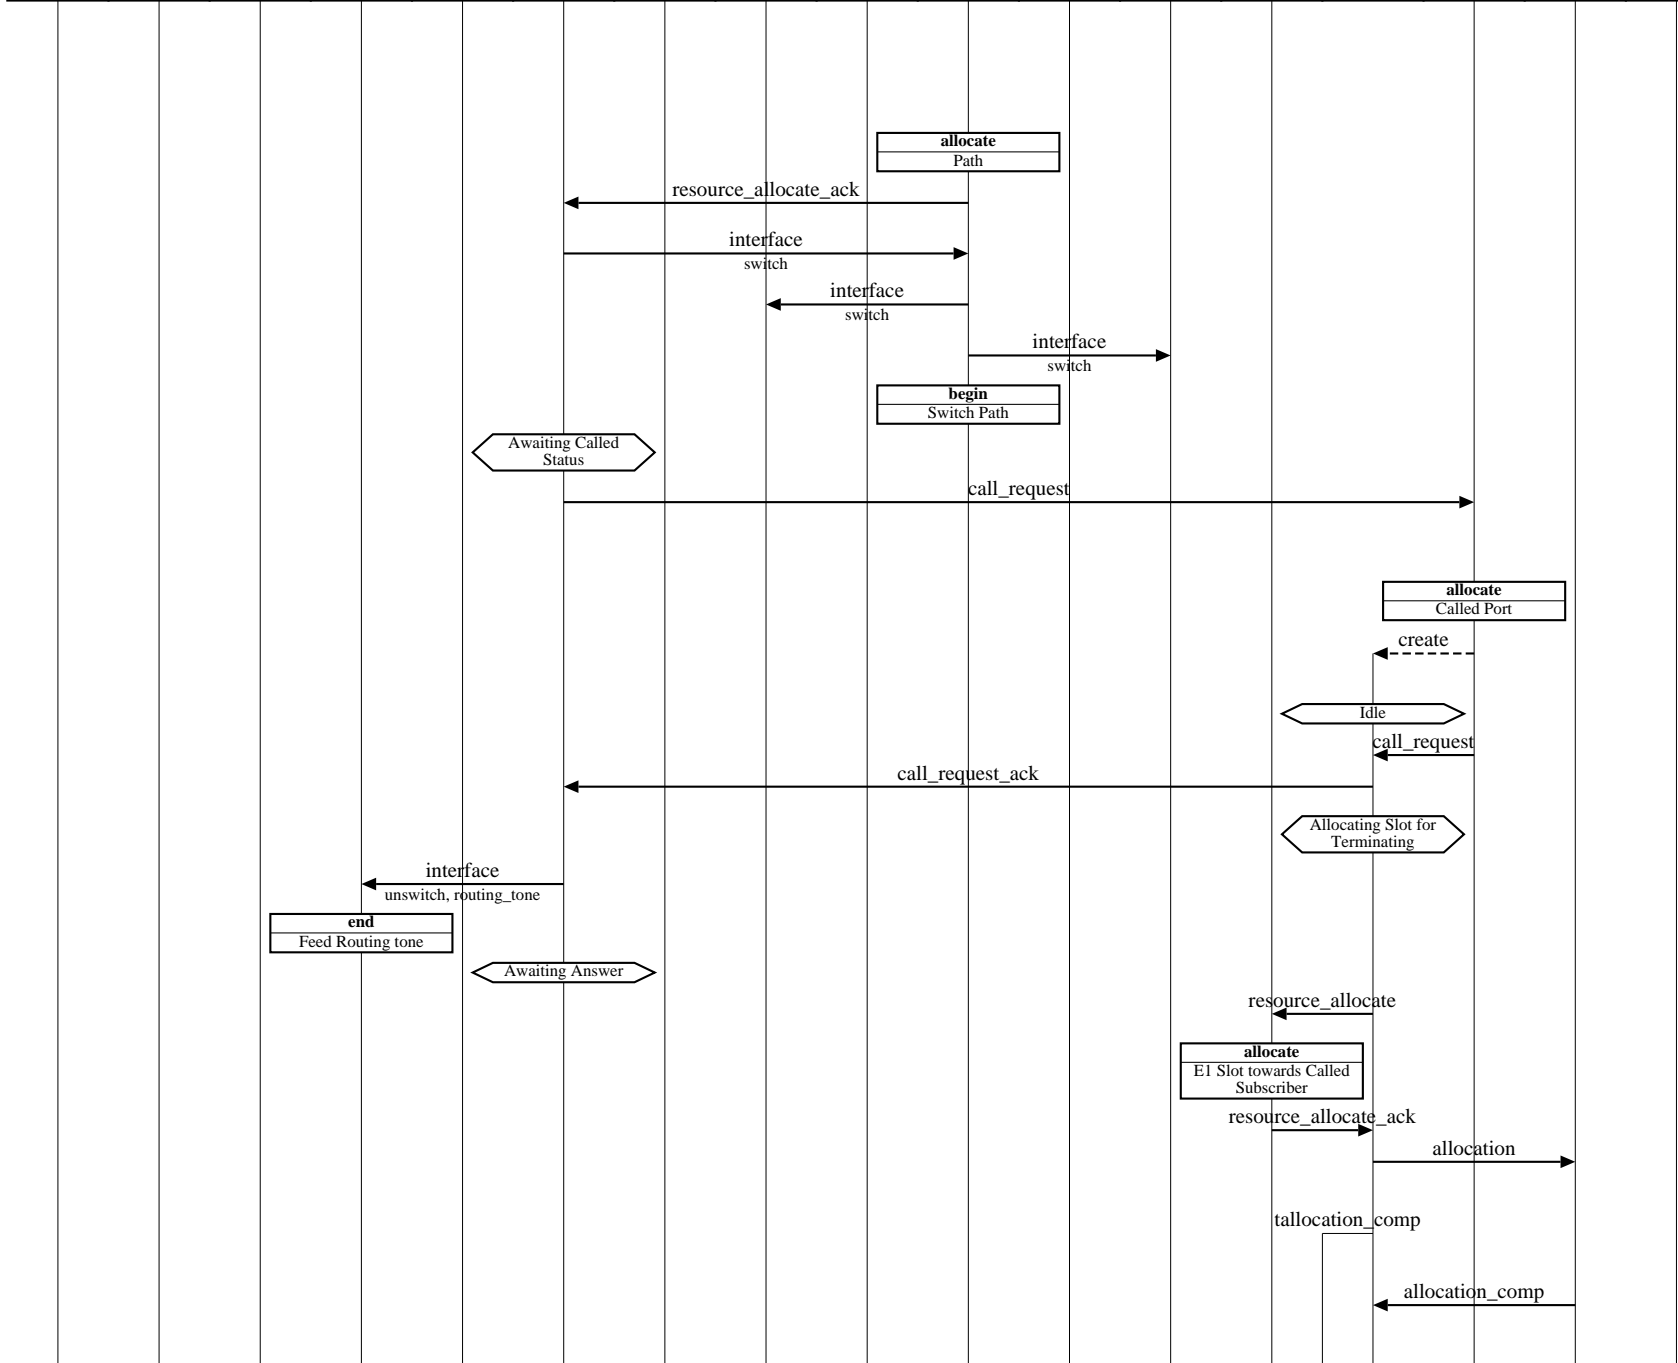 allocate
Path
resource_allocate_ack
interface
switch
interface
switch
interface
switch
begin
Switch Path
Awaiting Called
Status
call_request
allocate
Called Port
create
Idle
call_request
call_request_ack
Allocating Slot for
Terminating
interface
unswitch, routing_tone
end
Feed Routing tone
Awaiting Answer
resource_allocate
allocate
E1 Slot towards Called
Subscriber
resource_allocate_ack
allocation
tallocation_comp
allocation_comp